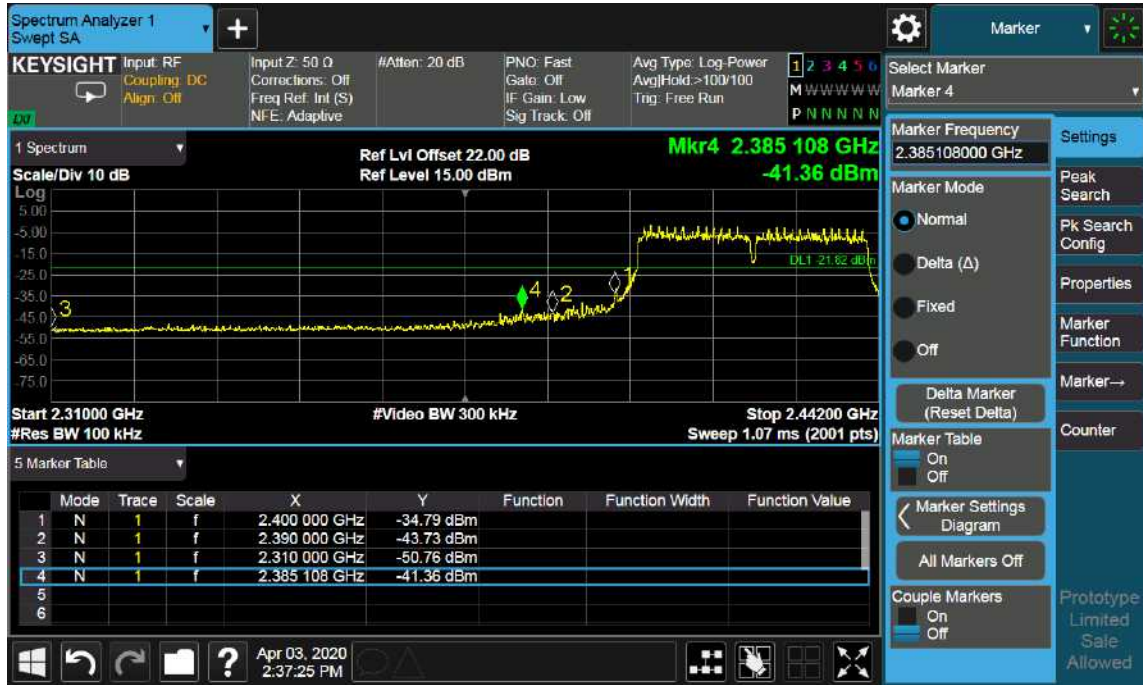 Spectrum Analyzer 1
Swept SA
+
Marker
KEYSIGHT
Input: RF
Coupling: DC
Align: Off
Input Z: 50 Ω
Corrections: Off
Freq Ref: Int (S)
NFE: Adaptive
#Atten: 20 dB
PNO: Fast
Gate: Off
IF Gain: Low
Sig Track: Off
Avg Type: Log-Power
Avg|Hold:>100/100
Trig: Free Run
1 2 3 4 5 6
M W W W W W
P N N N N N
LXI
Select Marker
Marker 4
1 Spectrum
Scale/Div 10 dB
Ref Lvl Offset 22.00 dB
Ref Level 15.00 dBm
Mkr4 2.385 108 GHz
-41.36 dBm
Log
5.00
-5.00
-15.0
-25.0
-35.0
-45.0
-55.0
-65.0
-75.0
DL1 -21.82 dBm
1
2
3
4
Start 2.31000 GHz
#Res BW 100 kHz
#Video BW 300 kHz
Stop 2.44200 GHz
Sweep 1.07 ms (2001 pts)
5 Marker Table
Mode Trace Scale X Y Function Function Width Function Value
1 N 1 f 2.400 000 GHz -34.79 dBm
2 N 1 f 2.390 000 GHz -43.73 dBm
3 N 1 f 2.310 000 GHz -50.76 dBm
4 N 1 f 2.385 108 GHz -41.36 dBm
5
6
Marker Frequency
2.385108000 GHz
Marker Mode
Normal
Delta (Δ)
Fixed
Off
Delta Marker
(Reset Delta)
Marker Table
On
Off
Marker Settings
Diagram
All Markers Off
Couple Markers
On
Off
Settings
Peak
Search
Pk Search
Config
Properties
Marker
Function
Marker→
Counter
Prototype
Limited
Sale
Allowed
?
Apr 03, 2020
2:37:25 PM